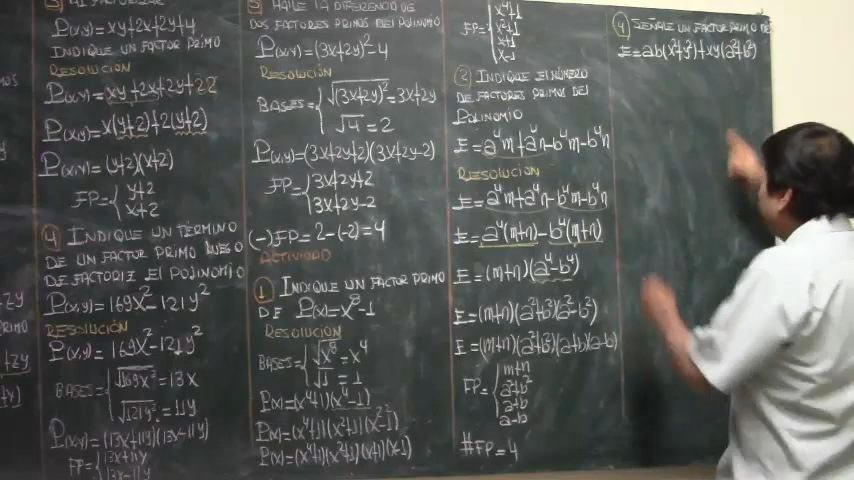 3 AL FACTORIZAR
P(x,y)=xy+2x+2y+4
INDIQUE UN FACTOR PRIMO
RESOLUCIÓN
P(x,y)=xy+2x+2y+2·2
P(x,y)=x(y+2)+2(y+2)
P(x,y)=(y+2)(x+2)
FP={y+2
x+2
4 INDIQUE UN TÉRMINO
DE UN FACTOR PRIMO LUEGO
DE FACTORIZ EL POLINOMIO
P(x,y)=169x²-121y²
RESOLUCIÓN
P(x,y)=169x²-121y²
BASES={√169x²=13x
√121y²=11y
P(x,y)=(13x+11y)(13x-11y)
FP={13x+11y
13x-11y
5 HALLE LA DIFERENCIA DE
DOS FACTORES PRIMOS DEL POLINOMIO
P(x,y)=(3x+2y)²-4
RESOLUCIÓN
BASES={√(3x+2y)²=3x+2y
√4=2
P(x,y)=(3x+2y+2)(3x+2y-2)
FP={3x+2y+2
3x+2y-2
(-)FP=2-(-2)=4
ACTIVIDAD
1 INDIQUE UN FACTOR PRIMO
DE P(x)=x⁸-1
RESOLUCIÓN
BASES={√x⁸=x⁴
√1=1
P(x)=(x⁴+1)(x⁴-1)
P(x)=(x⁴+1)(x²+1)(x²-1)
P(x)=(x⁴+1)(x²+1)(x+1)(x-1)
FP={x⁴+1
x²+1
x+1
x-1
2 INDIQUE EL NÚMERO
DE FACTORES PRIMOS DEL
POLINOMIO
E=a⁴m+a⁴n-b⁴m-b⁴n
RESOLUCIÓN
E=a⁴m+a⁴n-b⁴m-b⁴n
E=a⁴(m+n)-b⁴(m+n)
E=(m+n)(a⁴-b⁴)
E=(m+n)(a²+b²)(a²-b²)
E=(m+n)(a²+b²)(a+b)(a-b)
FP={m+n
a²+b²
a+b
a-b
#FP=4
4 SEÑALE UN FACTOR PRIMO DE
E=ab(x²+y²)+xy(a²+b²)